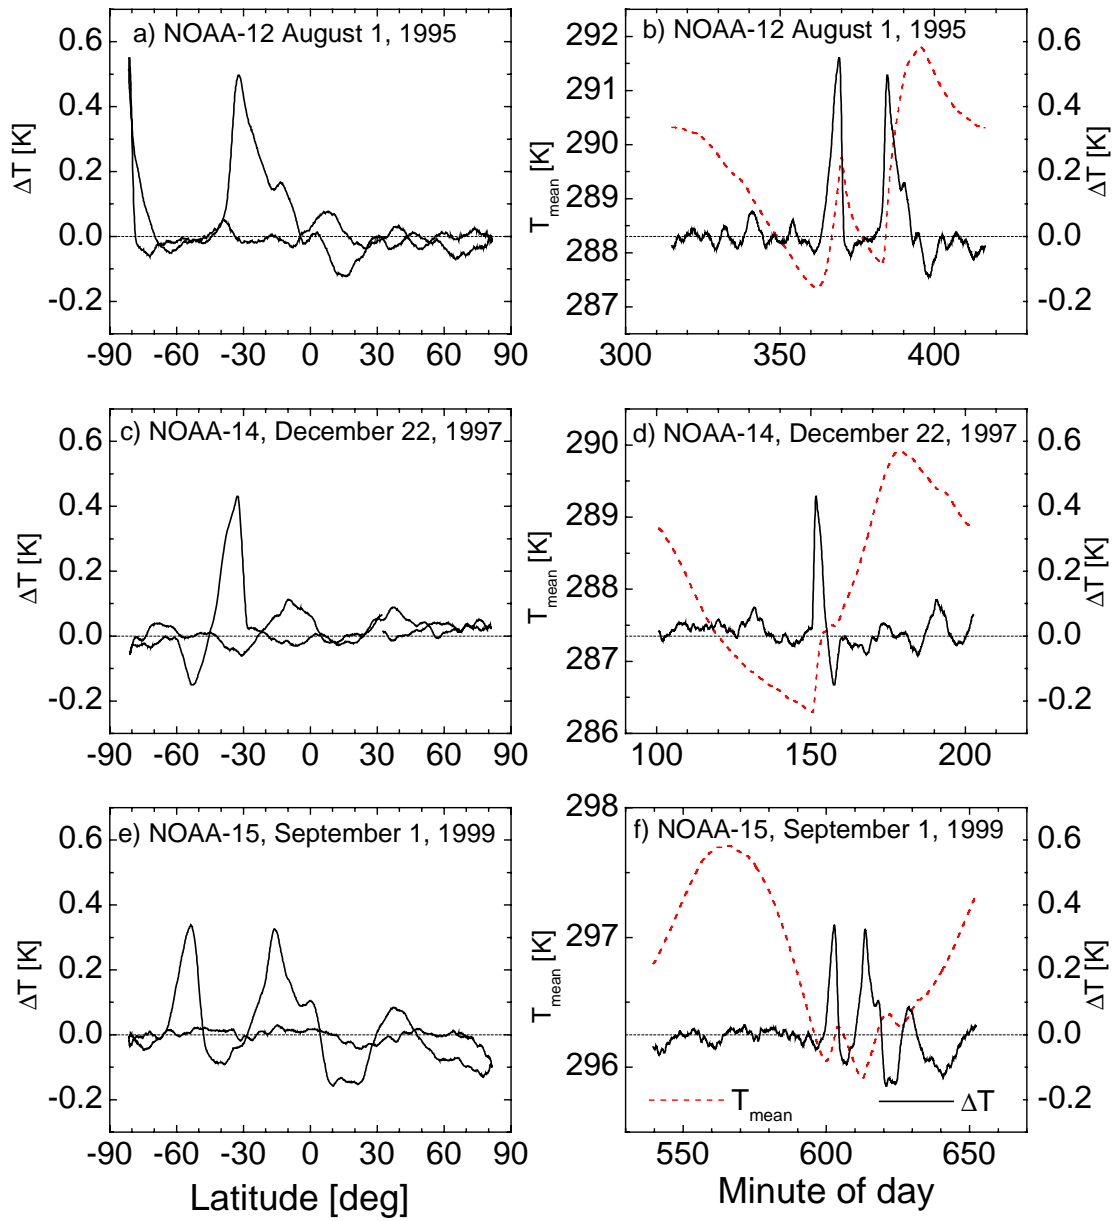 a) NOAA-12 August 1, 1995
0.6
0.4
0.2
0.0
-0.2
ΔT [K]
-90 -60 -30 0 30 60 90
b) NOAA-12 August 1, 1995
292
291
290
289
288
287
T_mean [K]
0.6
0.4
0.2
0.0
-0.2
ΔT [K]
300 350 400
c) NOAA-14, December 22, 1997
0.6
0.4
0.2
0.0
-0.2
ΔT [K]
-90 -60 -30 0 30 60 90
d) NOAA-14, December 22, 1997
290
289
288
287
286
T_mean [K]
0.6
0.4
0.2
0.0
-0.2
ΔT [K]
100 150 200
e) NOAA-15, September 1, 1999
0.6
0.4
0.2
0.0
-0.2
ΔT [K]
-90 -60 -30 0 30 60 90
Latitude [deg]
f) NOAA-15, September 1, 1999
298
297
296
T_mean [K]
0.6
0.4
0.2
0.0
-0.2
ΔT [K]
T_mean ΔT
550 600 650
Minute of day